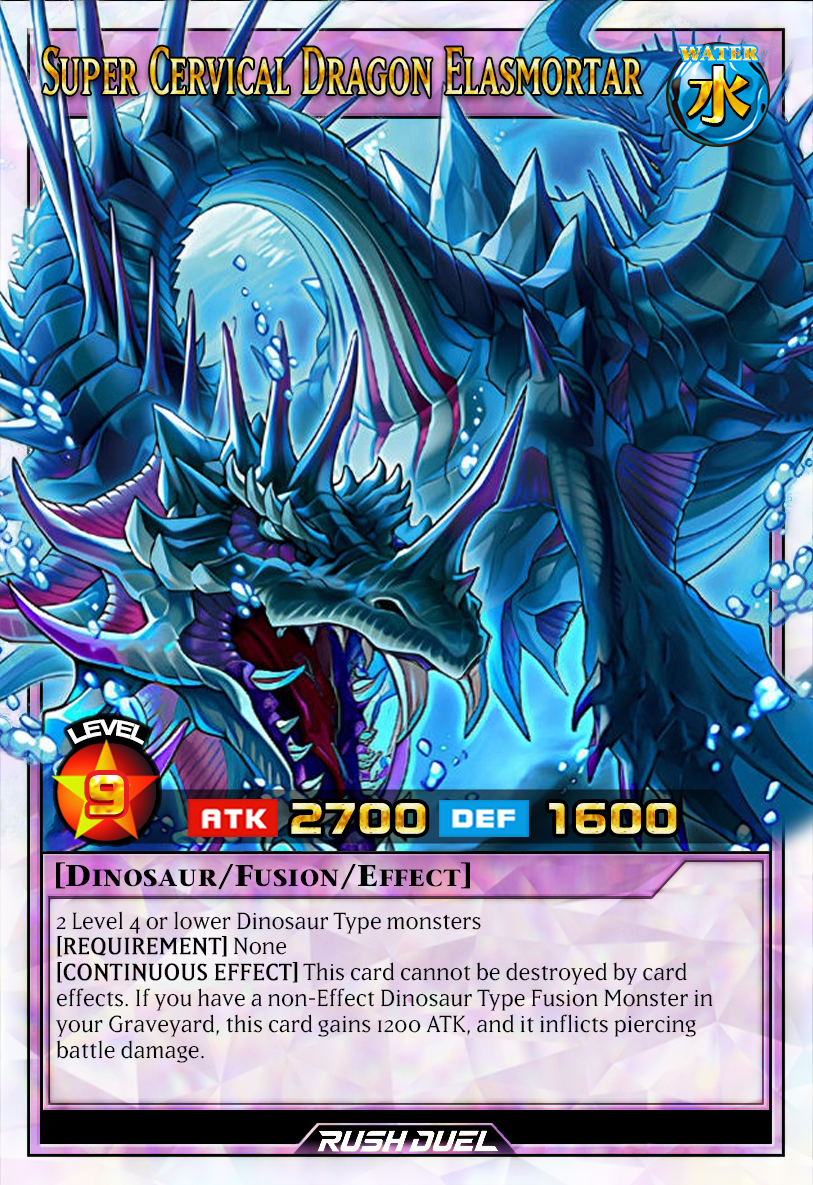 Super Cervical Dragon Elasmortar
WATER
水
LEVEL
9
ATK 2700 DEF 1600
[Dinosaur/Fusion/Effect]
2 Level 4 or lower Dinosaur Type monsters
[REQUIREMENT] None
[CONTINUOUS EFFECT] This card cannot be destroyed by card
effects. If you have a non-Effect Dinosaur Type Fusion Monster in
your Graveyard, this card gains 1200 ATK, and it inflicts piercing
battle damage.
RUSH DUEL